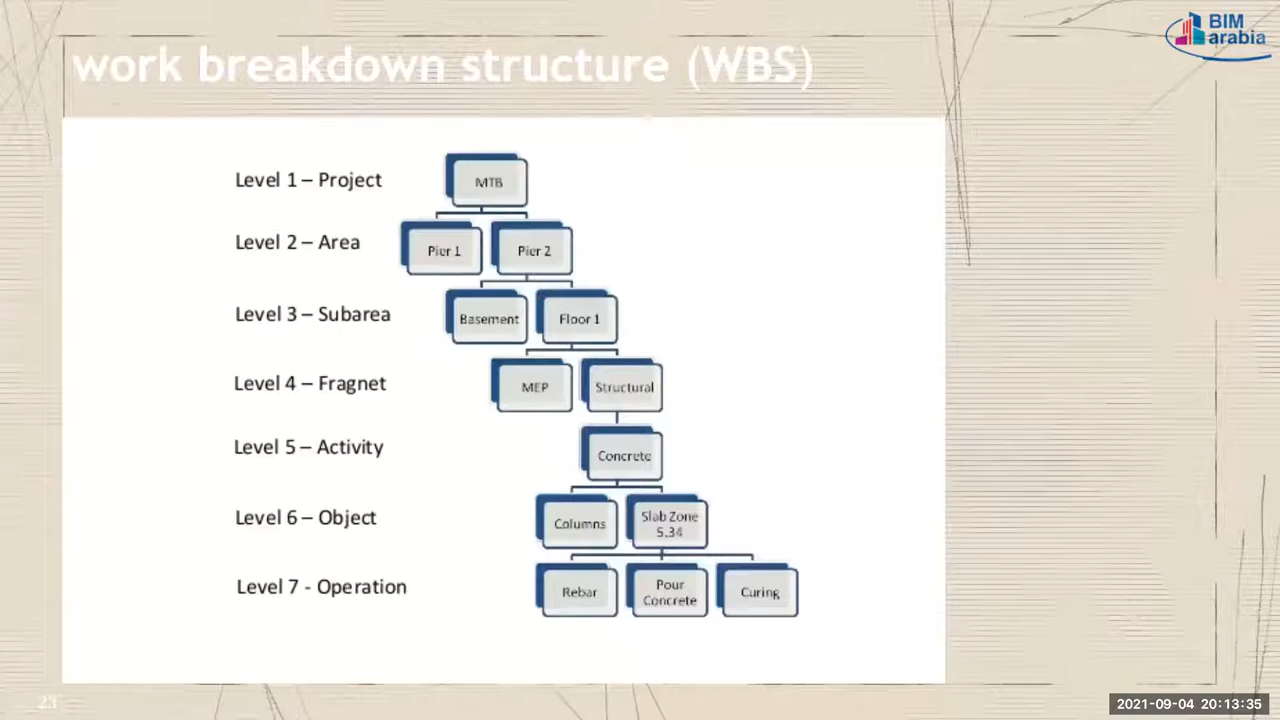 BIM
arabia
work breakdown structure (WBS)
Level 1 – Project
MTB
Level 2 – Area
Pier 1
Pier 2
Level 3 – Subarea
Basement
Floor 1
Level 4 – Fragnet
MEP
Structural
Level 5 – Activity
Concrete
Level 6 – Object
Columns
Slab Zone
5.34
Level 7 - Operation
Rebar
Pour
Concrete
Curing
23
2021-09-04 20:13:35